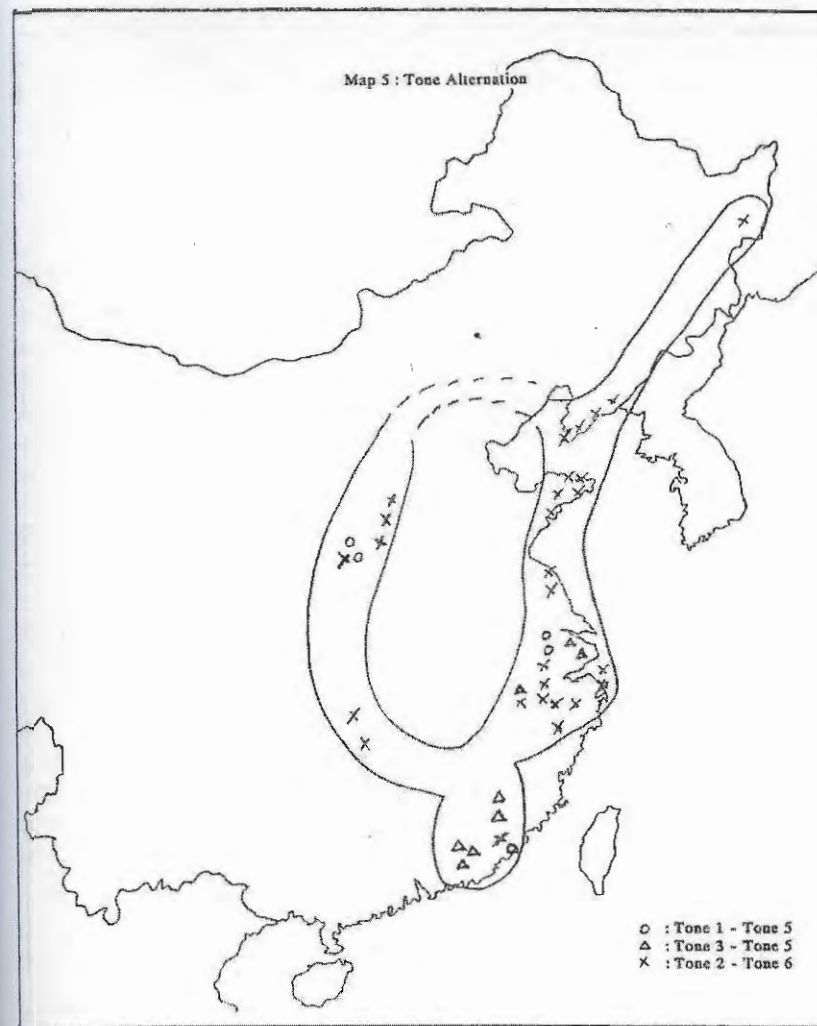 Map 5 : Tone Alternation
o : Tone 1 - Tone 5
△ : Tone 3 - Tone 5
x : Tone 2 - Tone 6